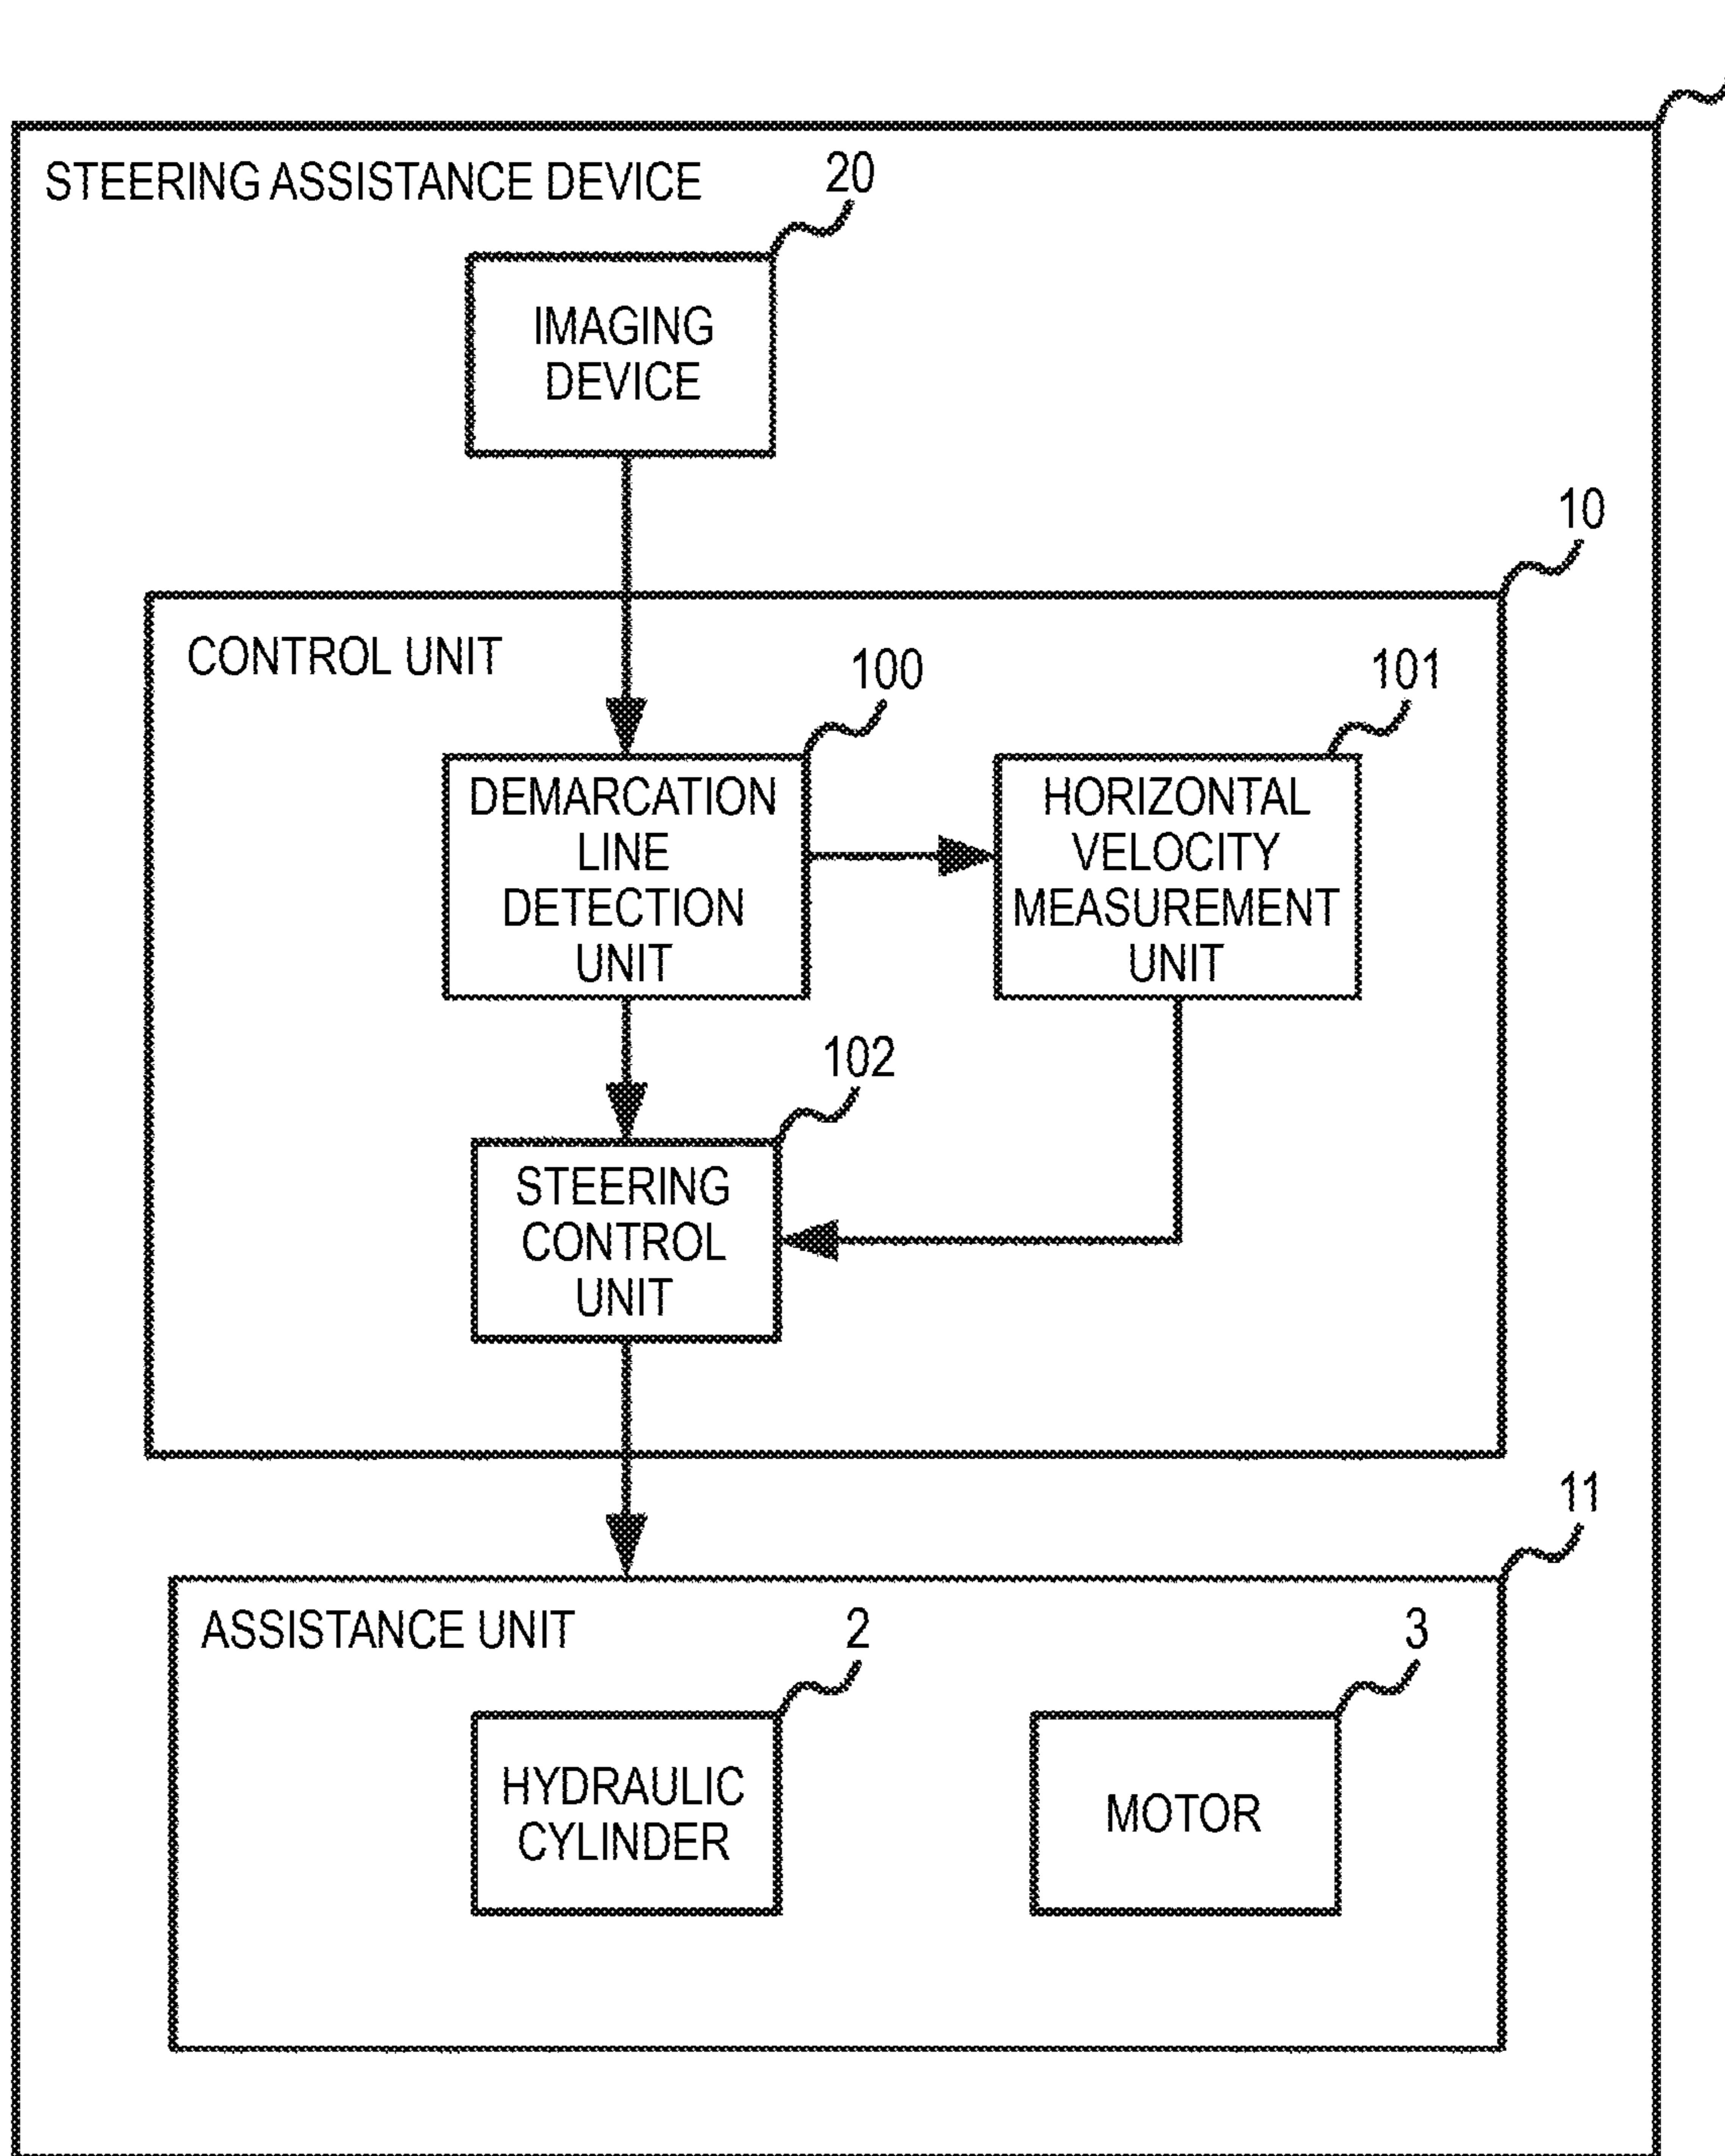 STEERING ASSISTANCE DEVICE
20
IMAGING
DEVICE
10
CONTROL UNIT
100
101
DEMARCATION
LINE
DETECTION
UNIT
HORIZONTAL
VELOCITY
MEASUREMENT
UNIT
102
STEERING
CONTROL
UNIT
11
ASSISTANCE UNIT
2
3
HYDRAULIC
CYLINDER
MOTOR